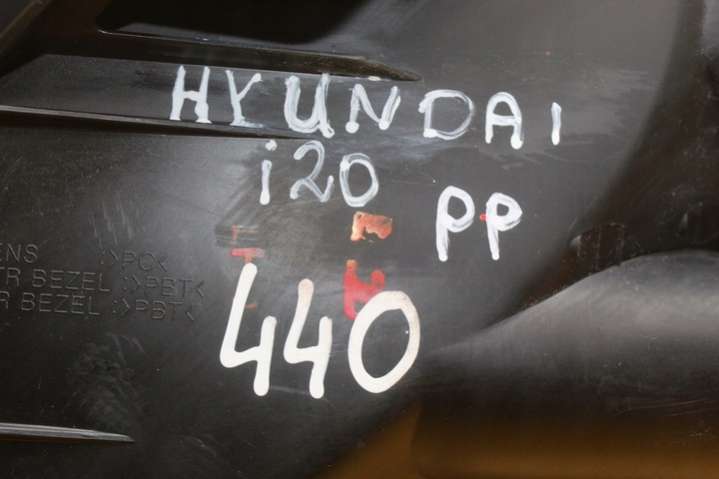 HYUNDAI
i20
PP
ENS :>PC<
TR BEZEL :>PBT<
R BEZEL :>PBT<
440